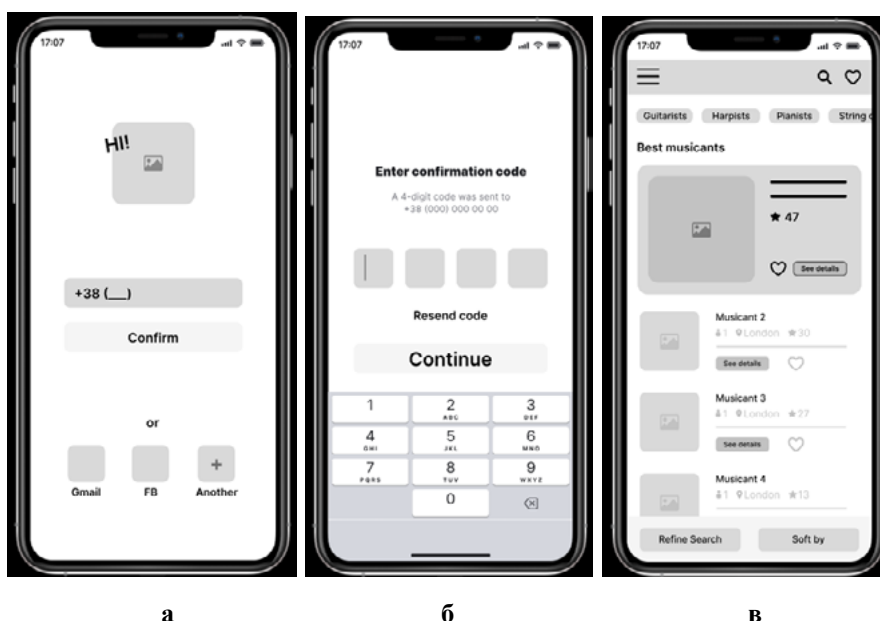 17:07
HI!
+38 (__)
Confirm
or
Gmail FB Another
17:07
Enter confirmation code
A 4-digit code was sent to
+38 (000) 000 00 00
Resend code
Continue
1 2 3
ABC DEF
4 5 6
GHI JKL MNO
7 8 9
PQRS TUV WXYZ
0
17:07
Guitarists Harpists Pianists String
Best musicants
47
See details
Musicant 2
1 London 30
See details
Musicant 3
1 London 27
See details
Musicant 4
1 London 13
Refine Search Soft by
а б в